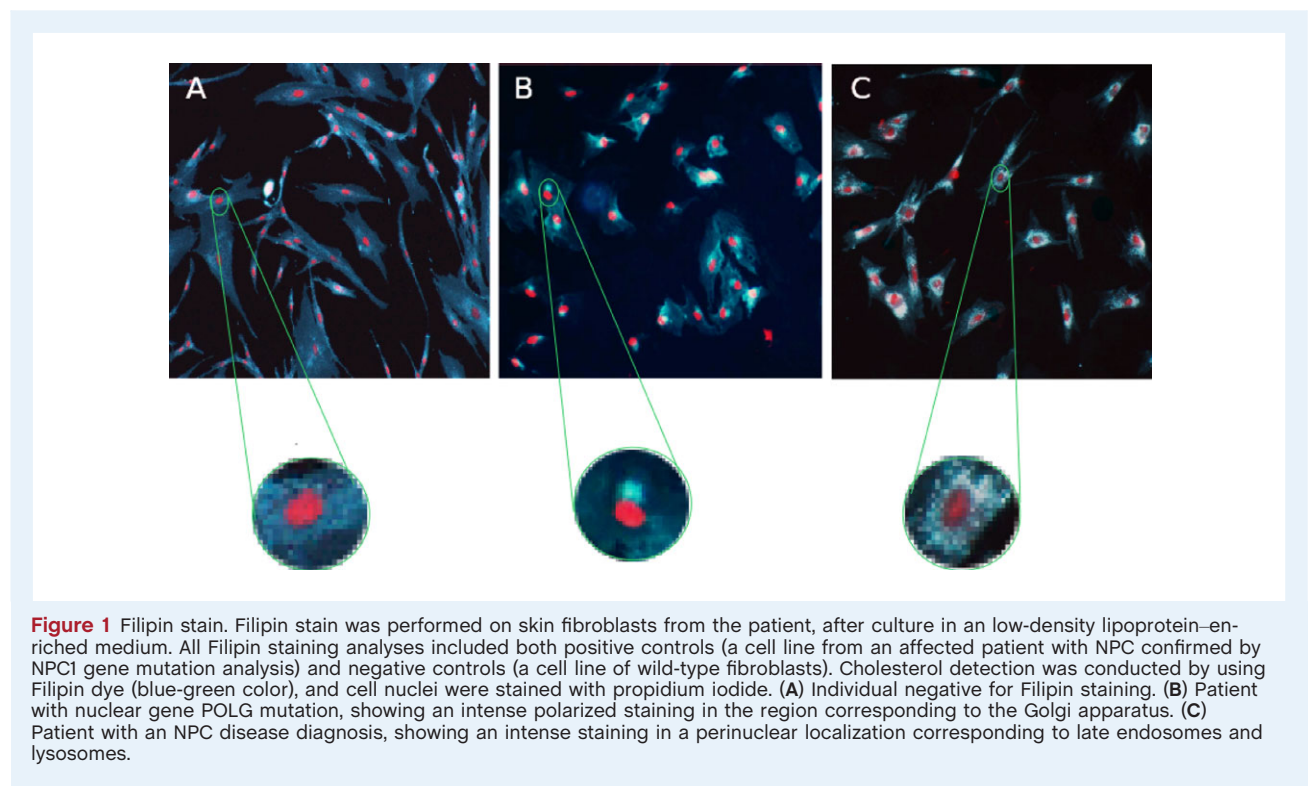 A
B
C
Figure 1 Filipin stain. Filipin stain was performed on skin fibroblasts from the patient, after culture in an low-density lipoprotein–en-
riched medium. All Filipin staining analyses included both positive controls (a cell line from an affected patient with NPC confirmed by
NPC1 gene mutation analysis) and negative controls (a cell line of wild-type fibroblasts). Cholesterol detection was conducted by using
Filipin dye (blue-green color), and cell nuclei were stained with propidium iodide. (A) Individual negative for Filipin staining. (B) Patient
with nuclear gene POLG mutation, showing an intense polarized staining in the region corresponding to the Golgi apparatus. (C)
Patient with an NPC disease diagnosis, showing an intense staining in a perinuclear localization corresponding to late endosomes and
lysosomes.